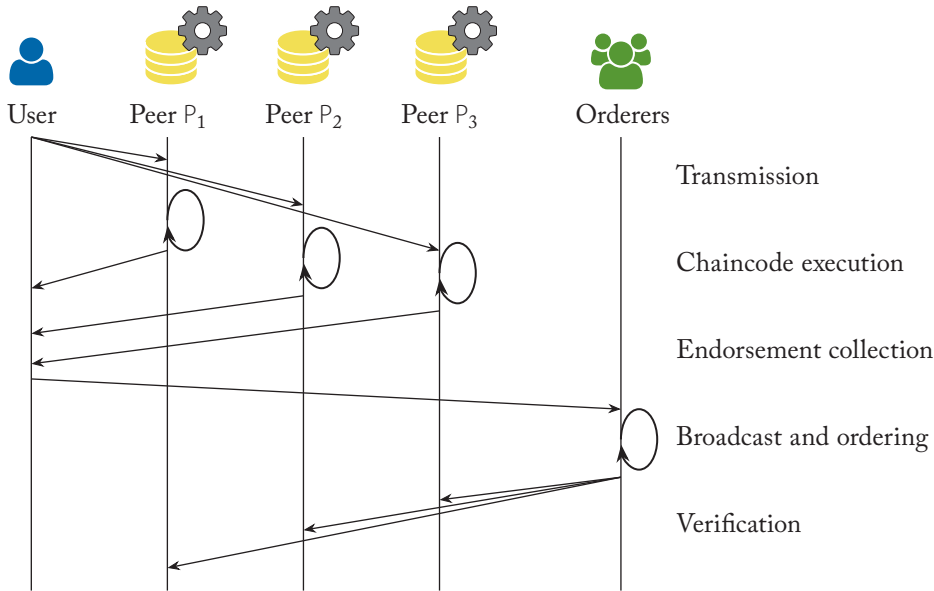 User Peer P₁ Peer P₂ Peer P₃ Orderers
Transmission
Chaincode execution
Endorsement collection
Broadcast and ordering
Verification